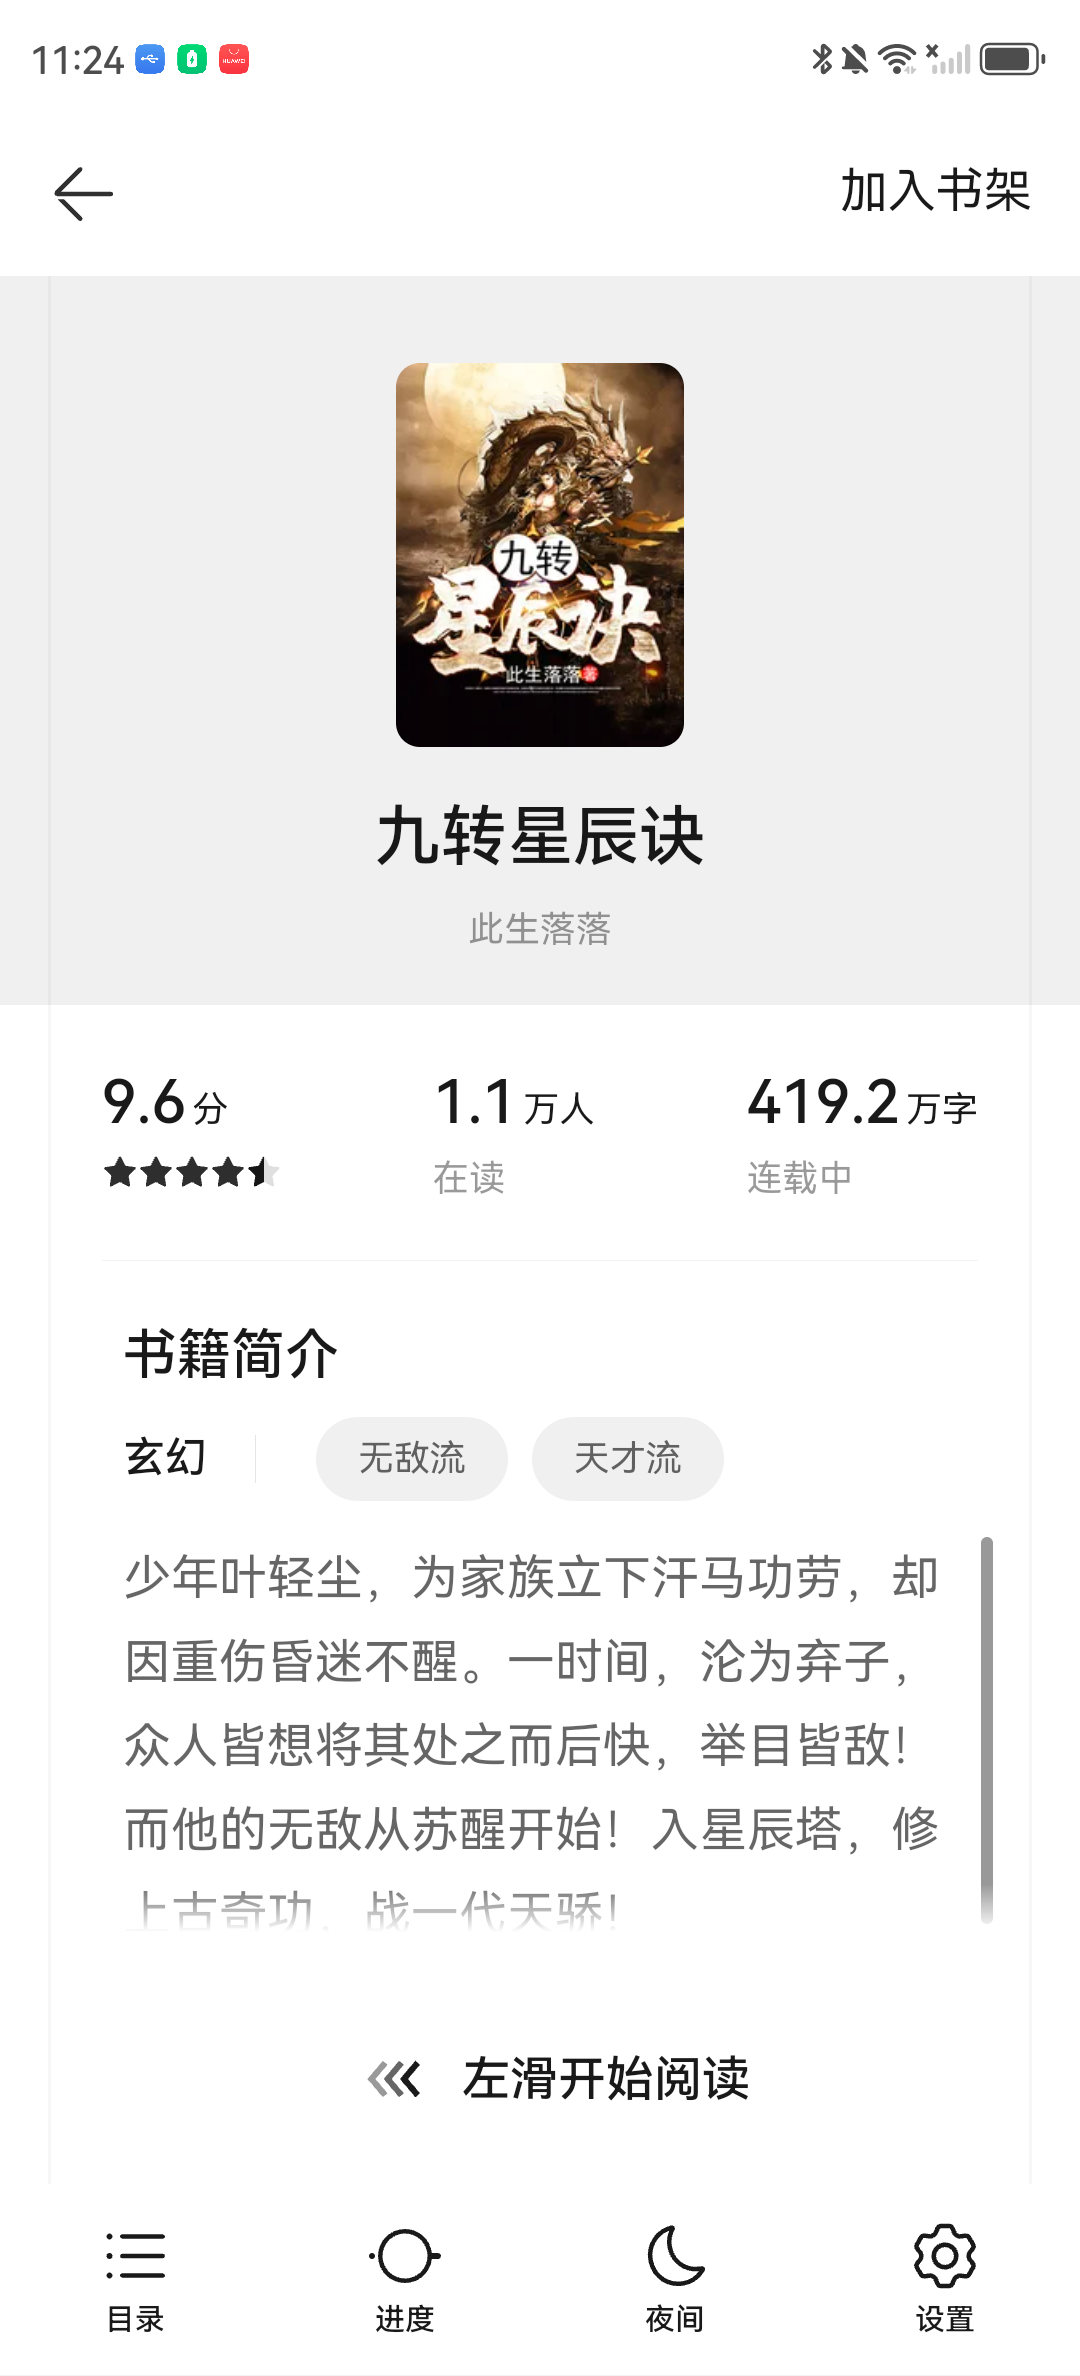 11:24
HUAWEI
加入书架
九转
星辰诀
此生落落 著
九转星辰诀
此生落落
9.6分
1.1万人
419.2万字
在读
连载中
书籍简介
玄幻
无敌流
天才流
少年叶轻尘，为家族立下汗马功劳，却
因重伤昏迷不醒。一时间，沦为弃子，
众人皆想将其处之而后快，举目皆敌！
而他的无敌从苏醒开始！入星辰塔，修
上古奇功，战一代天骄！
左滑开始阅读
目录
进度
夜间
设置